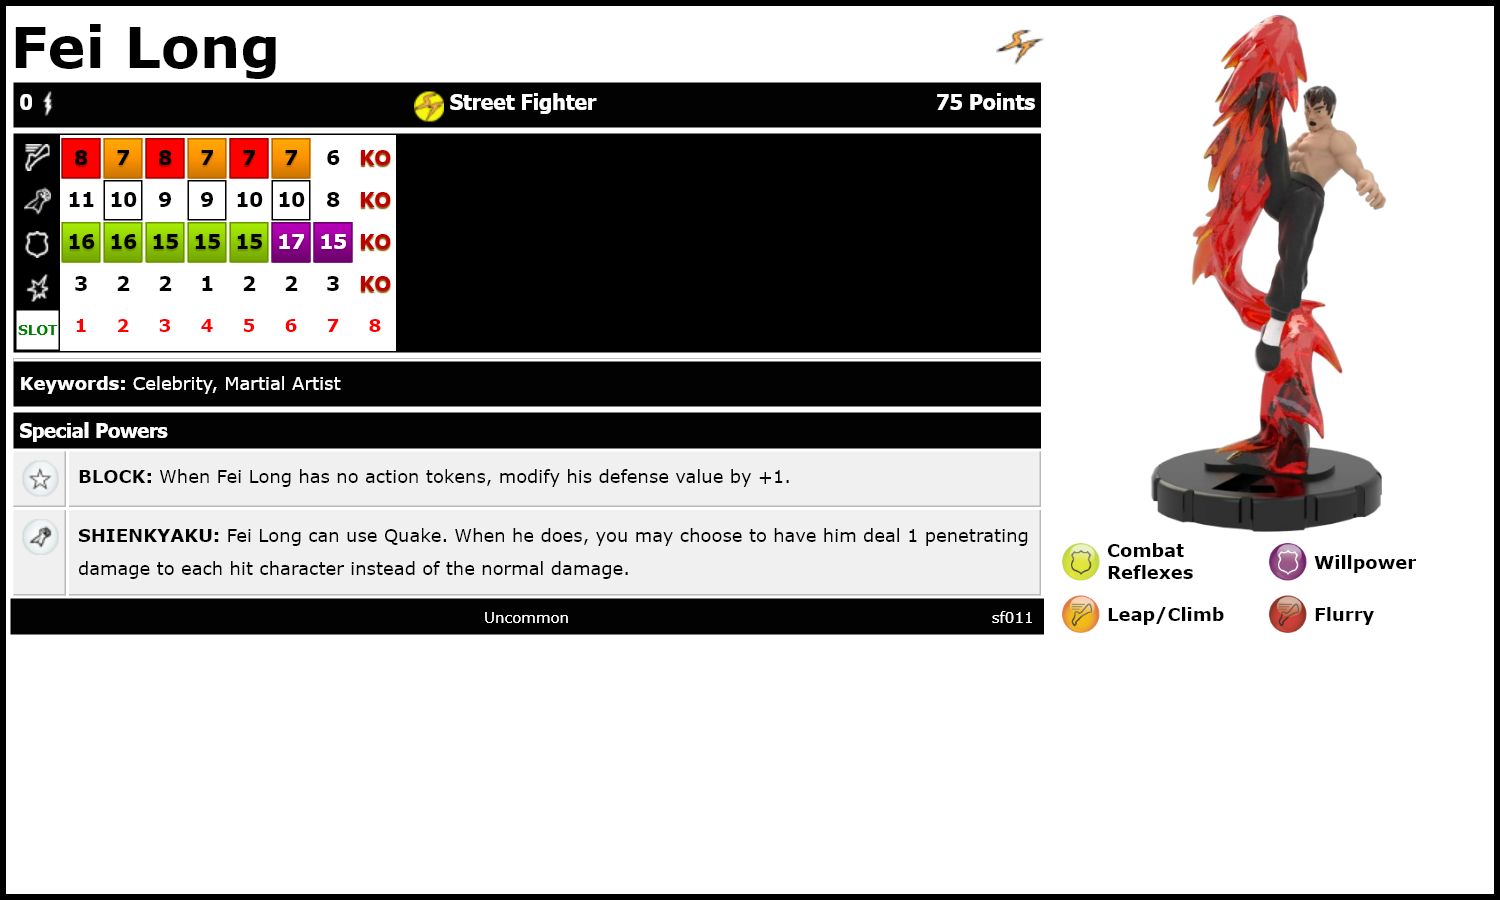 Fei Long
0 Street Fighter 75 Points
8 7 8 7 7 7 6 KO
11 10 9 9 10 10 8 KO
16 16 15 15 15 17 15 KO
3 2 2 1 2 2 3 KO
SLOT 1 2 3 4 5 6 7 8
Keywords: Celebrity, Martial Artist
Special Powers
BLOCK: When Fei Long has no action tokens, modify his defense value by +1.
SHIENKYAKU: Fei Long can use Quake. When he does, you may choose to have him deal 1 penetrating
damage to each hit character instead of the normal damage.
Uncommon sf011
Combat
Reflexes
Willpower
Leap/Climb
Flurry